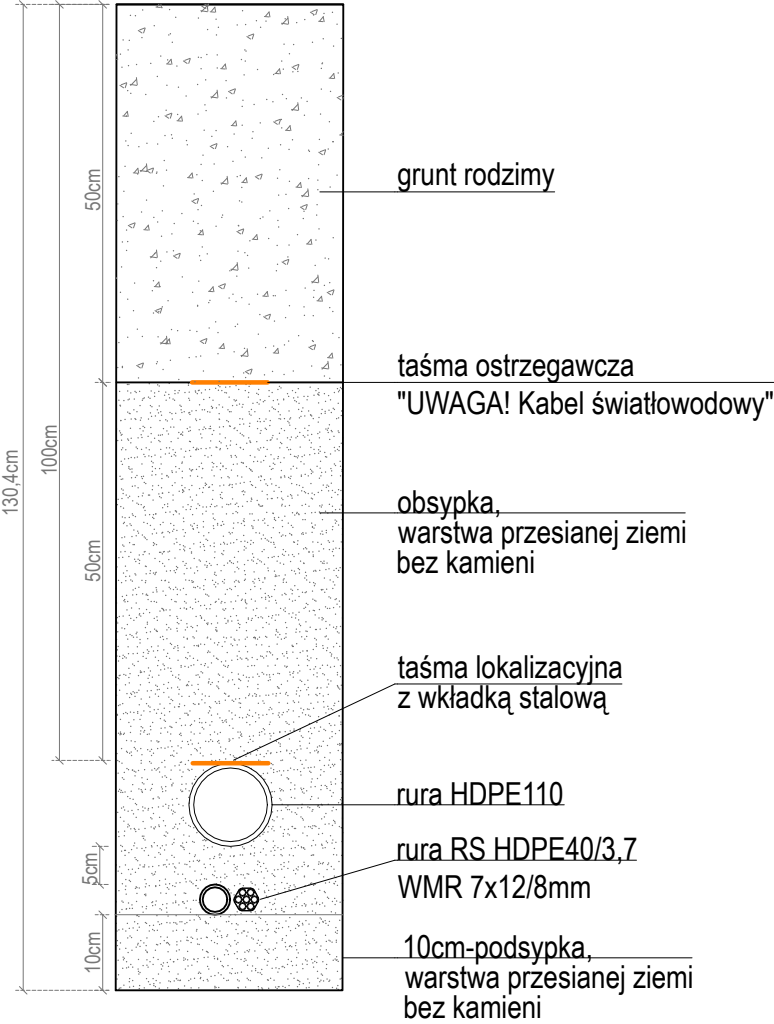 50cm
grunt rodzimy
taśma ostrzegawcza
"UWAGA! Kabel światłowodowy"
130,4cm
100cm
50cm
obsypka,
warstwa przesianej ziemi
bez kamieni
taśma lokalizacyjna
z wkładką stalową
rura HDPE110
5cm
rura RS HDPE40/3,7
WMR 7x12/8mm
10cm
10cm-podsypka,
warstwa przesianej ziemi
bez kamieni